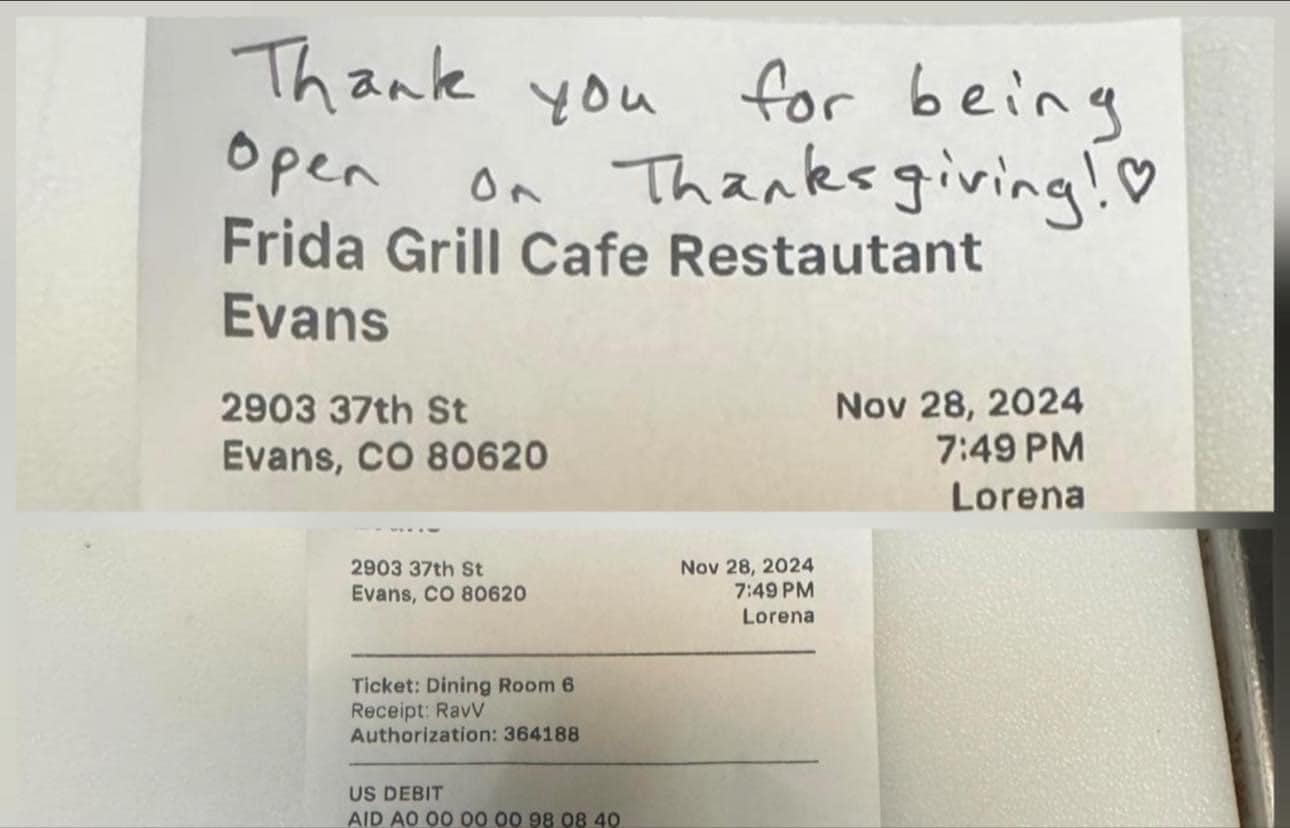 Thank you for being
open on Thanksgiving! ♡
Frida Grill Cafe Restautant
Evans
2903 37th St
Nov 28, 2024
Evans, CO 80620
7:49 PM
Lorena
2903 37th St
Nov 28, 2024
Evans, CO 80620
7:49 PM
Lorena
Ticket: Dining Room 6
Receipt: RavV
Authorization: 364188
US DEBIT
AID A0 00 00 00 98 08 40